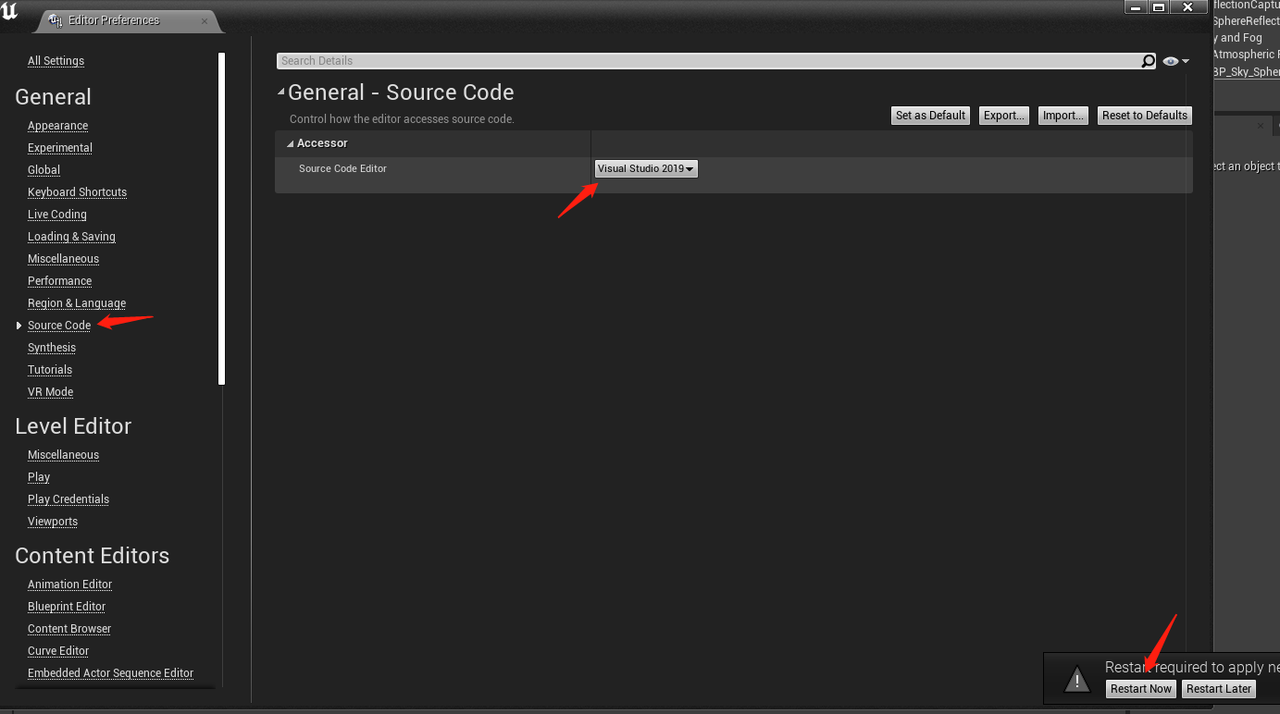 Editor Preferences
All Settings
General
Appearance
Experimental
Global
Keyboard Shortcuts
Live Coding
Loading & Saving
Miscellaneous
Performance
Region & Language
Source Code
Synthesis
Tutorials
VR Mode
Level Editor
Miscellaneous
Play
Play Credentials
Viewports
Content Editors
Animation Editor
Blueprint Editor
Content Browser
Curve Editor
Embedded Actor Sequence Editor
Search Details
General - Source Code
Control how the editor accesses source code.
Set as Default
Export...
Import...
Reset to Defaults
Accessor
Source Code Editor
Visual Studio 2019
flectionCaptu
SphereReflect
y and Fog
Atmospheric F
BP_Sky_Spher
ect an object t
Restart required to apply ne
Restart Now
Restart Later